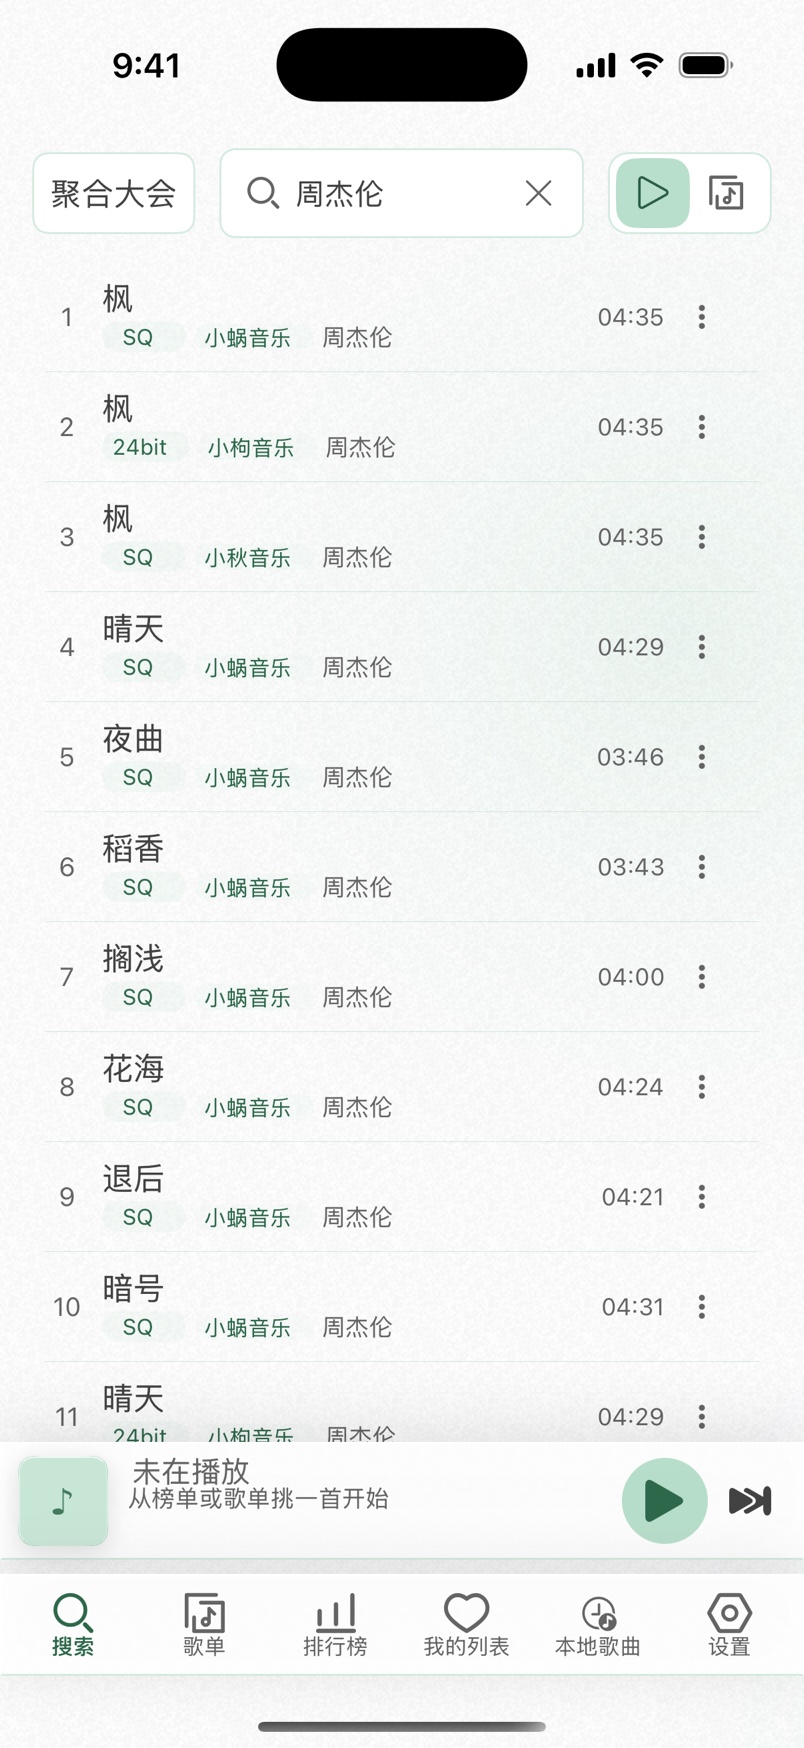 9:41
聚合大会
周杰伦
1
枫
04:35
SQ 小蜗音乐 周杰伦
2
枫
04:35
24bit 小枸音乐 周杰伦
3
枫
04:35
SQ 小秋音乐 周杰伦
4
晴天
04:29
SQ 小蜗音乐 周杰伦
5
夜曲
03:46
SQ 小蜗音乐 周杰伦
6
稻香
03:43
SQ 小蜗音乐 周杰伦
7
搁浅
04:00
SQ 小蜗音乐 周杰伦
8
花海
04:24
SQ 小蜗音乐 周杰伦
9
退后
04:21
SQ 小蜗音乐 周杰伦
10
暗号
04:31
SQ 小蜗音乐 周杰伦
11
晴天
04:29
24bit 小枸音乐 周杰伦
未在播放
从榜单或歌单挑一首开始
搜索 歌单 排行榜 我的列表 本地歌曲 设置